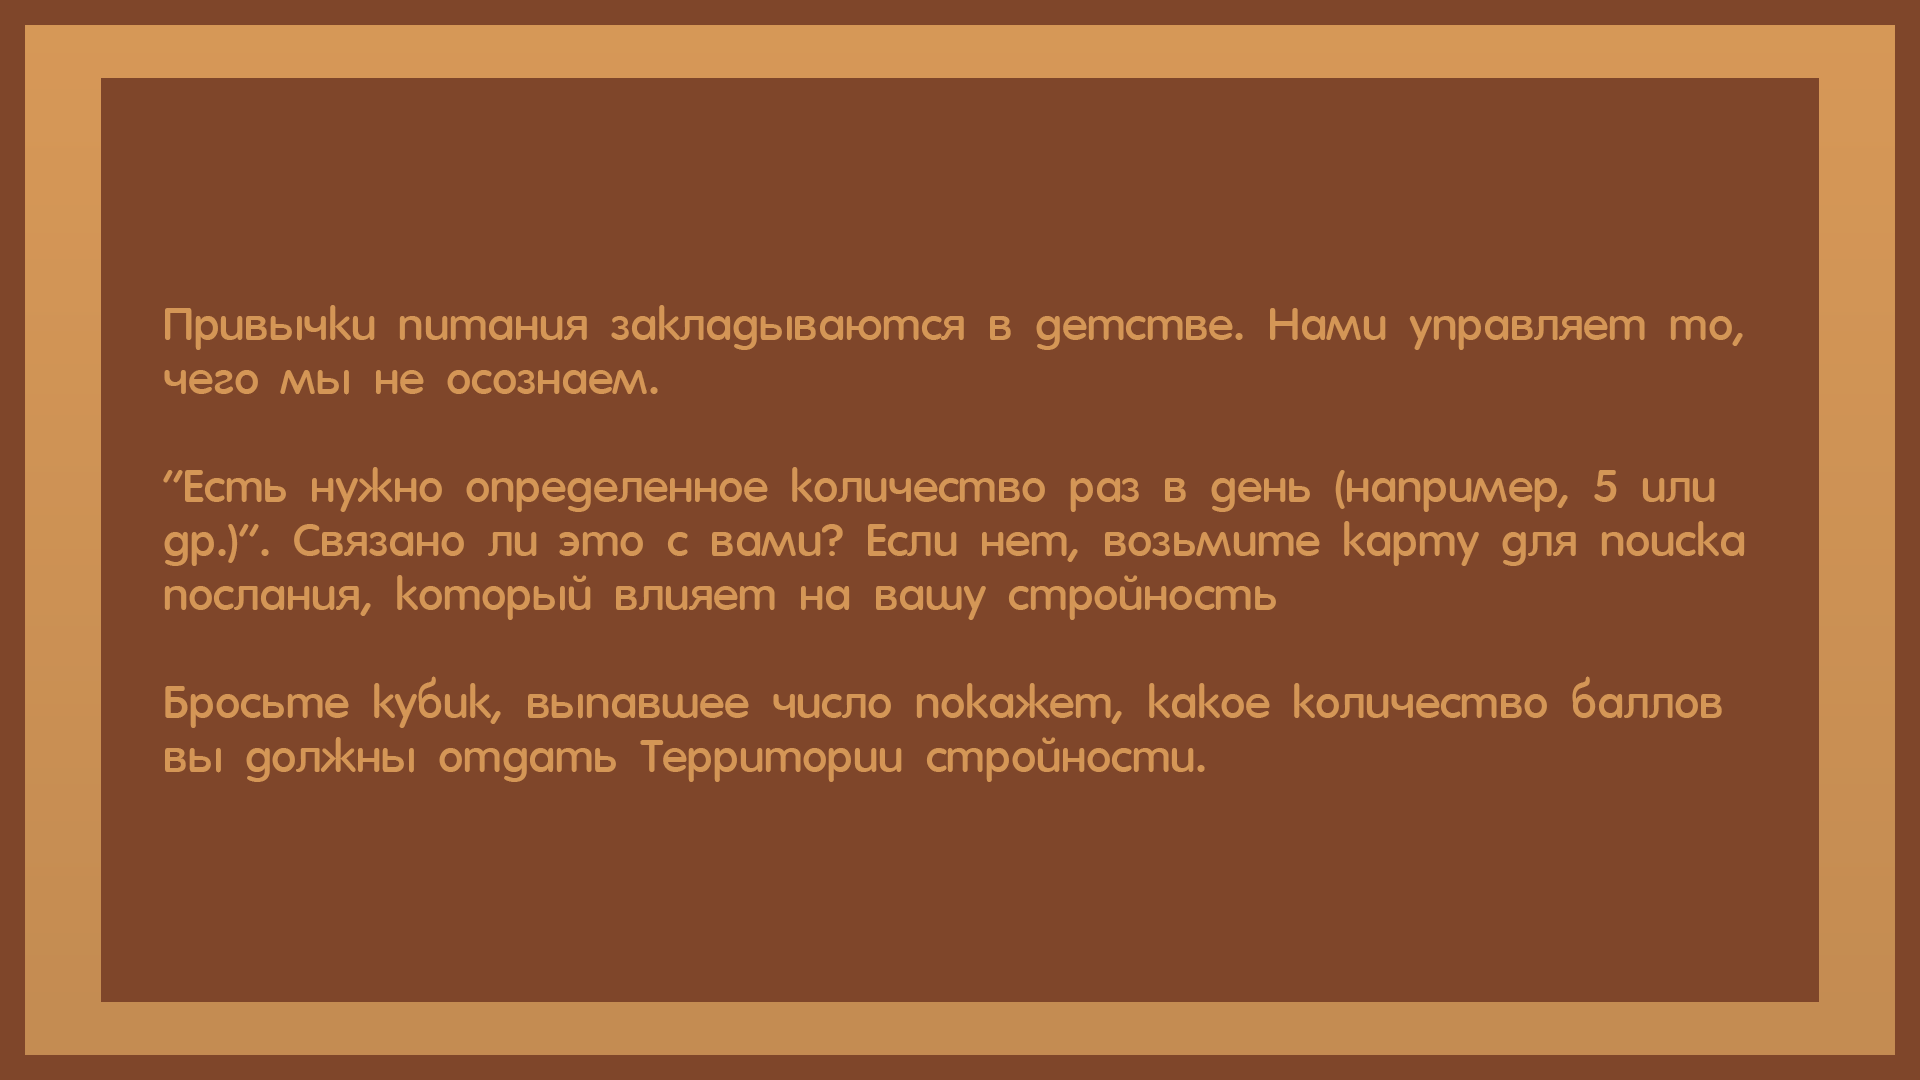 Привычки питания закладываются в детстве. Нами управляет то,
чего мы не осознаем.
"Есть нужно определенное количество раз в день (например, 5 или
др.)". Связано ли это с вами? Если нет, возьмите карту для поиска
послания, который влияет на вашу стройность
Бросьте кубик, выпавшее число покажет, какое количество баллов
вы должны отдать Территории стройности.